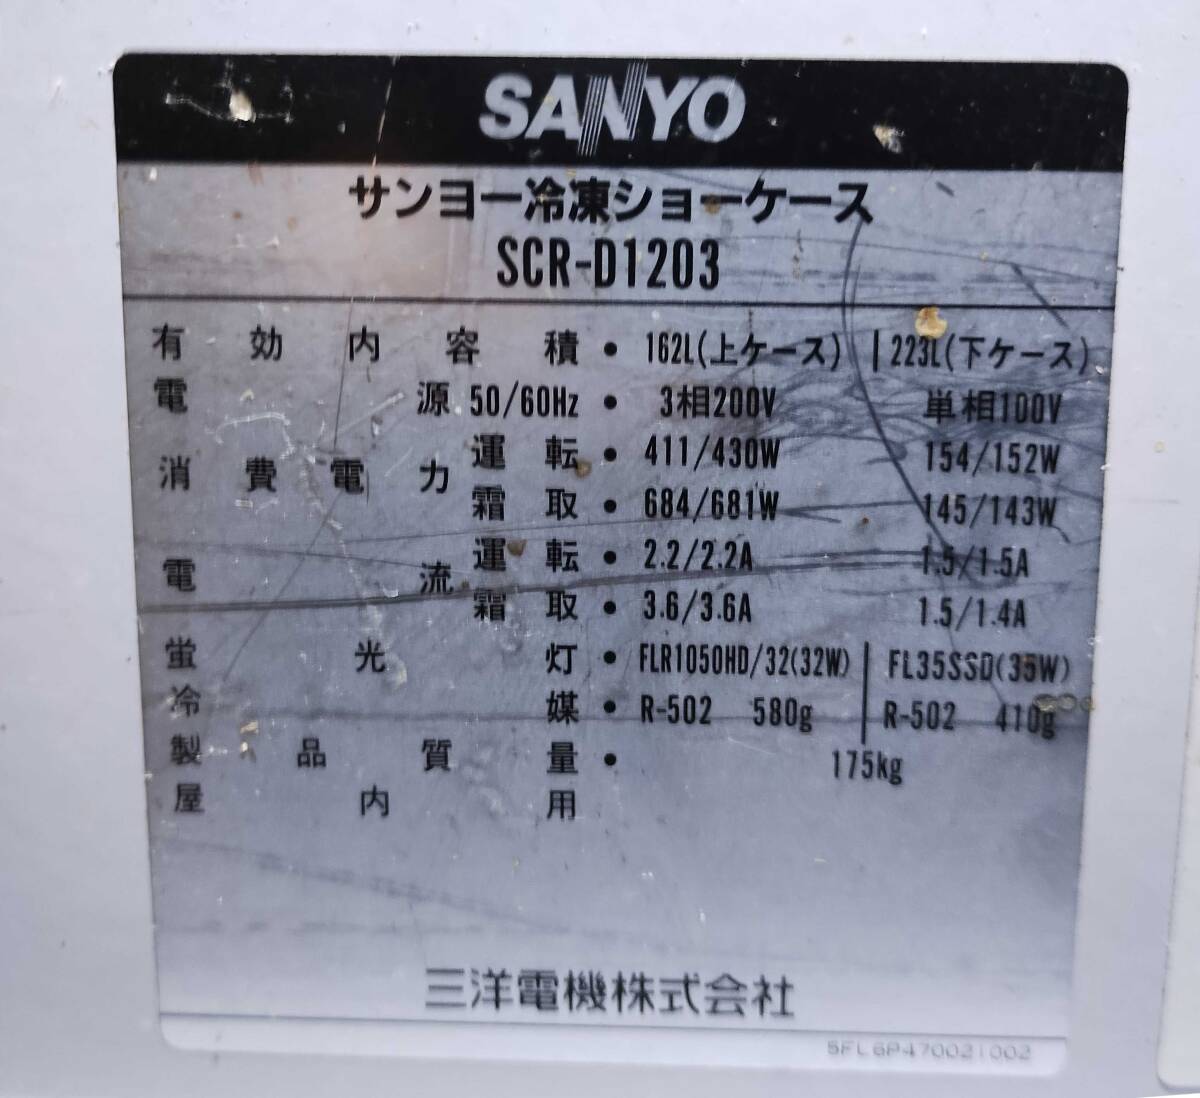 SANYO
サンヨー冷凍ショーケース
SCR-D1203
有効内容積・162L(上ケース)|223L(下ケース)
電源 50/60Hz・3相200V 単相100V
消費電力 運転・411/430W 154/152W
霜取・684/681W 145/143W
電流 運転・2.2/2.2A 1.5/1.5A
霜取・3.6/3.6A 1.5/1.4A
蛍光灯・FLR1050HD/32(32W)|FL35SSD(35W)
冷媒・R-502 580g|R-502 410g
製品質量・175kg
屋内用
三洋電機株式会社
5FL6P470021002